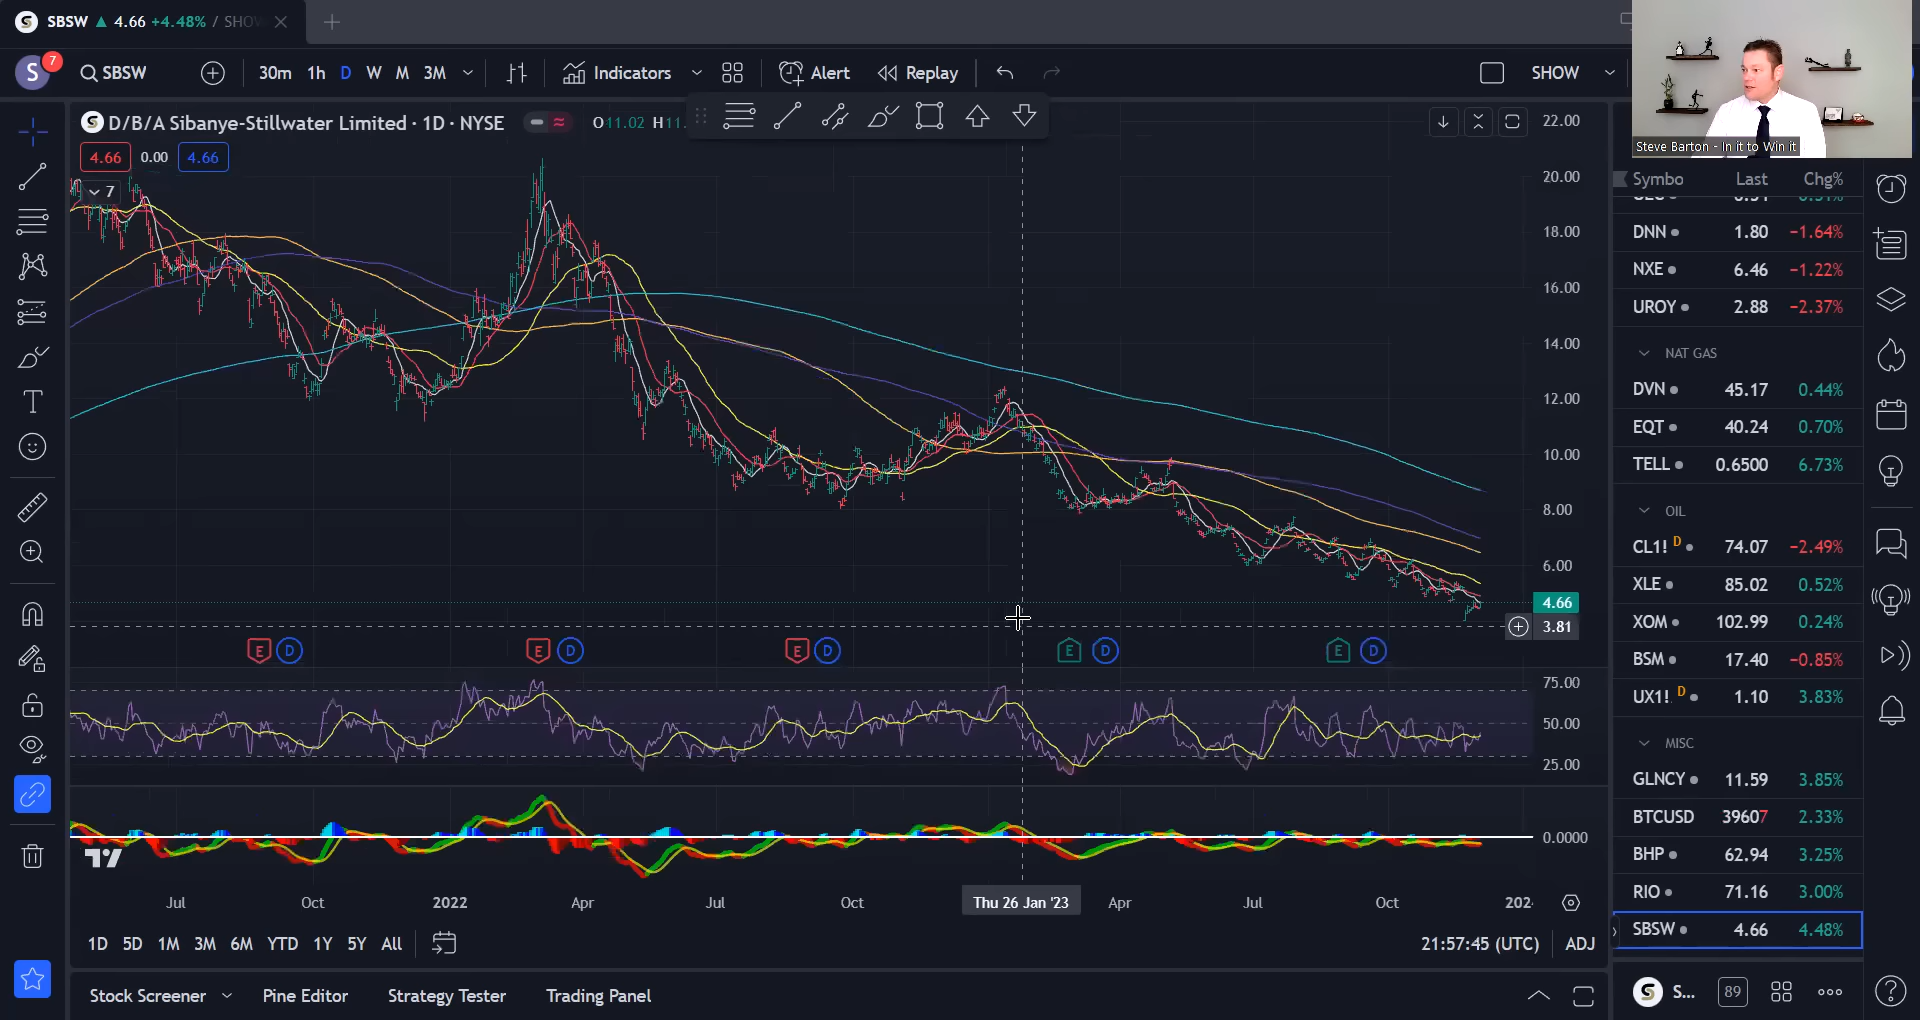 SBSW ▲ 4.66 +4.48% / SHO
S 7 SBSW 30m 1h D W M 3M Indicators Alert Replay SHOW
D/B/A Sibanye-Stillwater Limited · 1D · NYSE O11.02 H11.
4.66 0.00 4.66
7
22.00
20.00
18.00
16.00
14.00
12.00
10.00
8.00
6.00
4.66
3.81
E D E D E D E D E D
75.00
50.00
25.00
0.0000
Jul Oct 2022 Apr Jul Oct Thu 26 Jan '23 Apr Jul Oct 202
1D 5D 1M 3M 6M YTD 1Y 5Y All 21:57:45 (UTC) ADJ
Stock Screener Pine Editor Strategy Tester Trading Panel
Steve Barton - In it to Win it
Symbo Last Chg%
DNN 1.80 −1.64%
NXE 6.46 −1.22%
UROY 2.88 −2.37%
NAT GAS
DVN 45.17 0.44%
EQT 40.24 0.70%
TELL 0.6500 6.73%
OIL
CL1! D 74.07 −2.49%
XLE 85.02 0.52%
XOM 102.99 0.24%
BSM 17.40 −0.85%
UX1! D 1.10 3.83%
MISC
GLNCY 11.59 3.85%
BTCUSD 39607 2.33%
BHP 62.94 3.25%
RIO 71.16 3.00%
SBSW 4.66 4.48%
S... 89